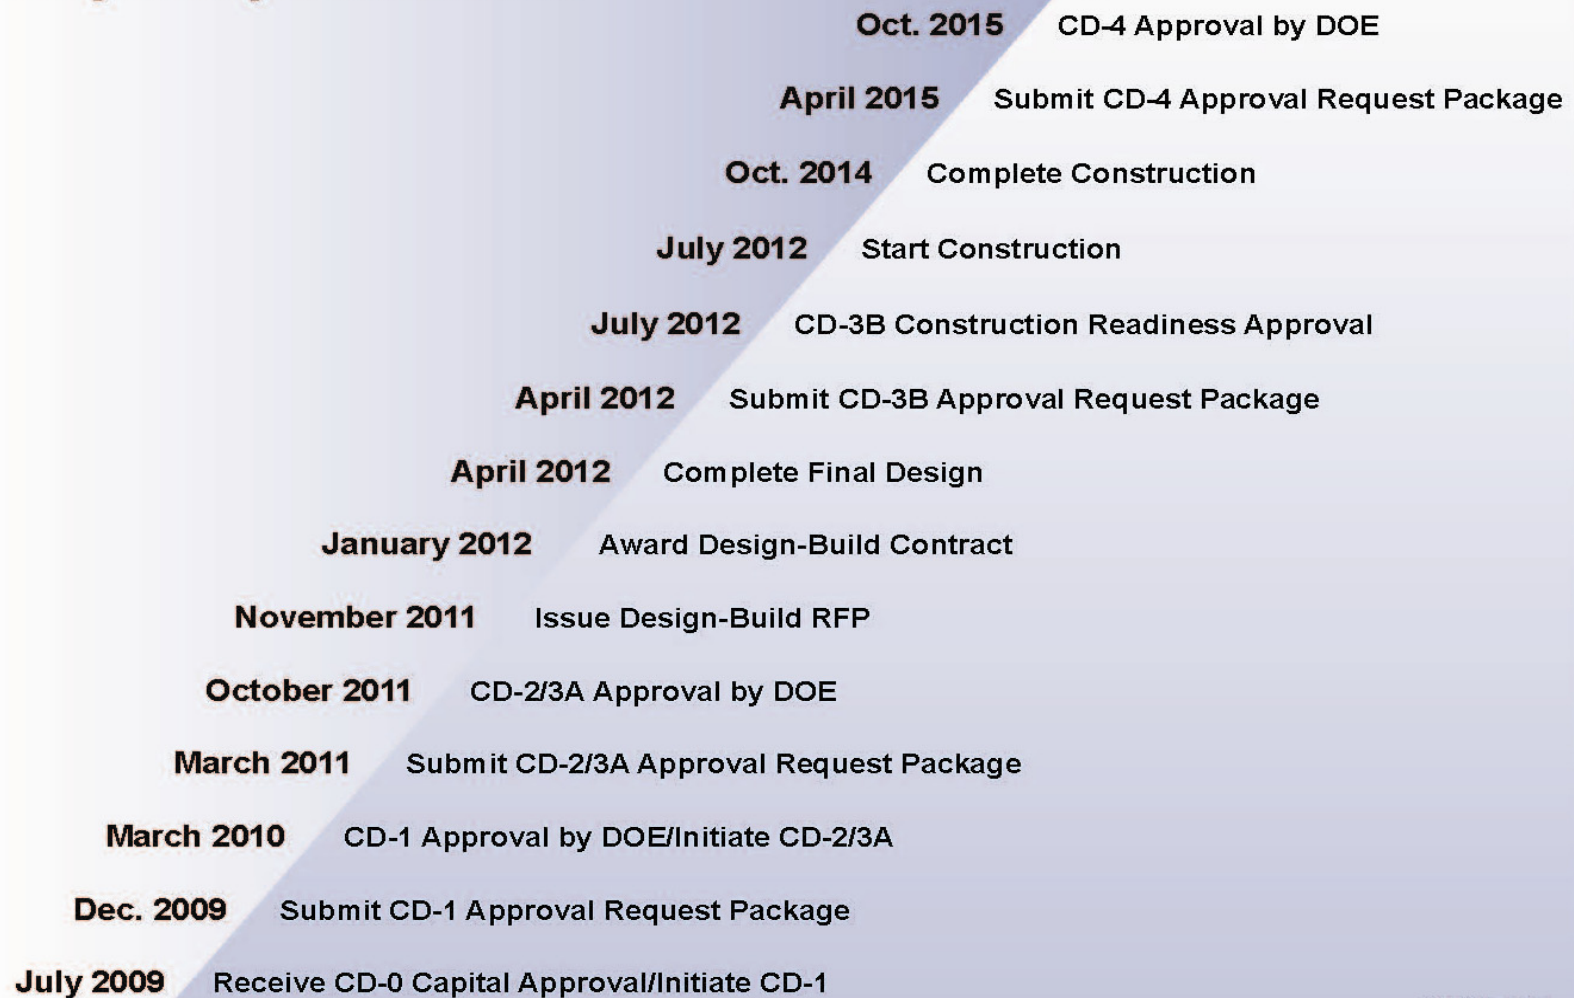 Oct. 2015 CD-4 Approval by DOE
April 2015 Submit CD-4 Approval Request Package
Oct. 2014 Complete Construction
July 2012 Start Construction
July 2012 CD-3B Construction Readiness Approval
April 2012 Submit CD-3B Approval Request Package
April 2012 Complete Final Design
January 2012 Award Design-Build Contract
November 2011 Issue Design-Build RFP
October 2011 CD-2/3A Approval by DOE
March 2011 Submit CD-2/3A Approval Request Package
March 2010 CD-1 Approval by DOE/Initiate CD-2/3A
Dec. 2009 Submit CD-1 Approval Request Package
July 2009 Receive CD-0 Capital Approval/Initiate CD-1